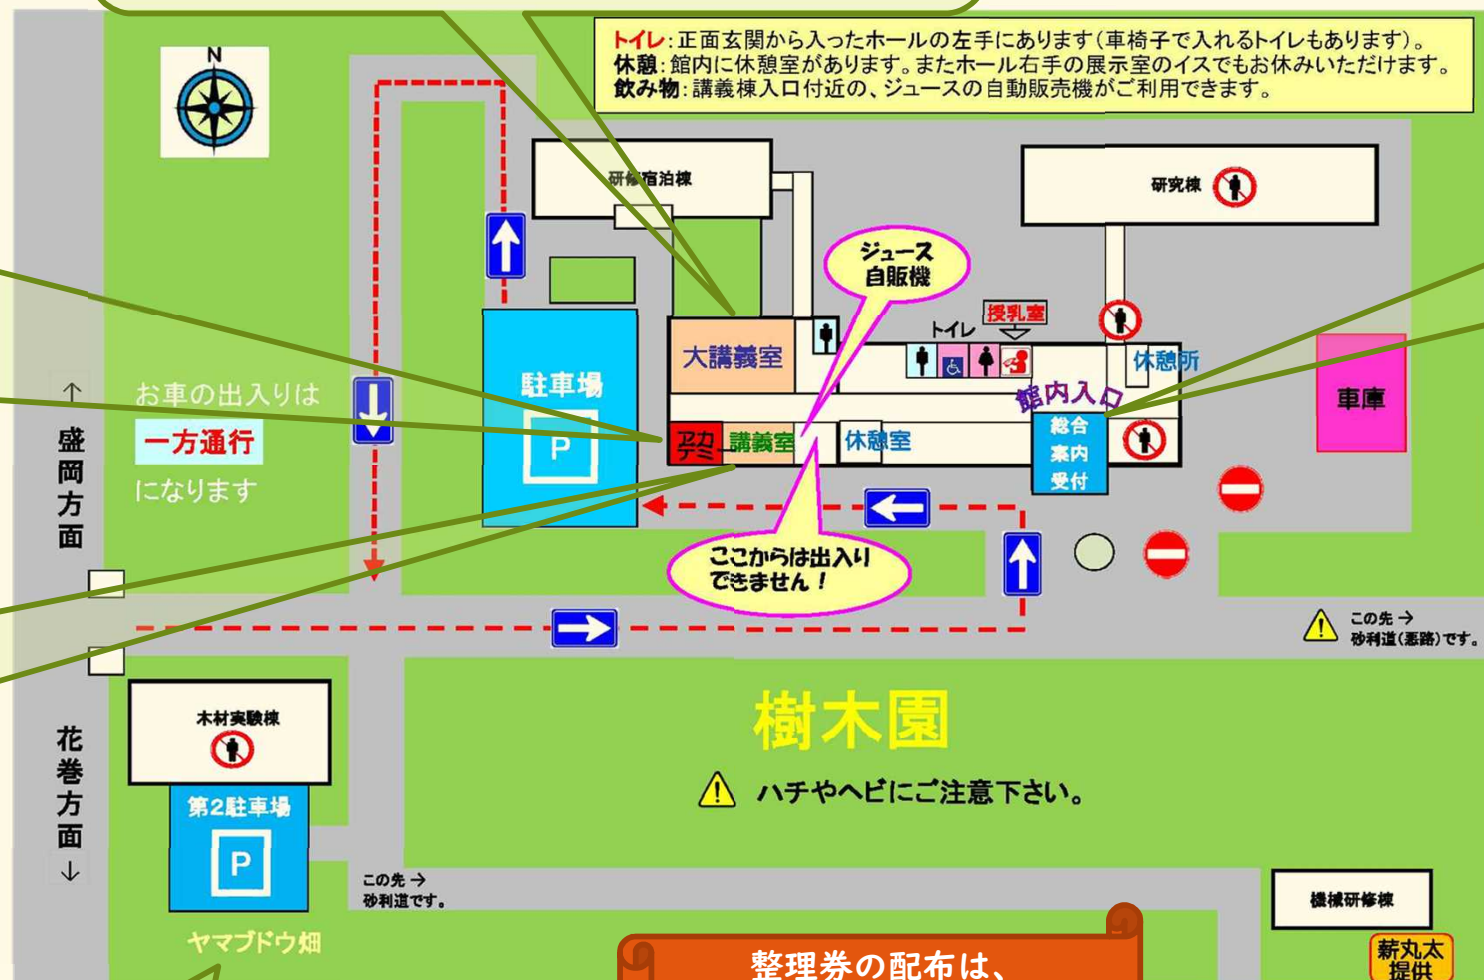 トイレ:正面玄関から入ったホールの左手にあります(車椅子で入れるトイレもあります)。
休憩:館内に休憩室があります。またホール右手の展示室のイスでもお休みいただけます。
飲み物:講義棟入口付近の、ジュースの自動販売機がご利用できます。
N
研修宿泊棟
研究棟
ジュース
自販機
授乳室
トイレ
大講義室
休憩所
館内入口
駐車場
P
車庫
お車の出入りは
一方通行
になります
↑
盛岡方面
アカ
デミー
講義室
休憩室
総合
案内
受付
ここからは出入り
できません!
この先→
砂利道(悪路)です。
木材実験棟
樹木園
花巻方面
↓
ハチやヘビにご注意下さい。
第2駐車場
P
この先→
砂利道です。
機械研修棟
ヤマブドウ畑
薪丸太
提供
整理券の配布は、